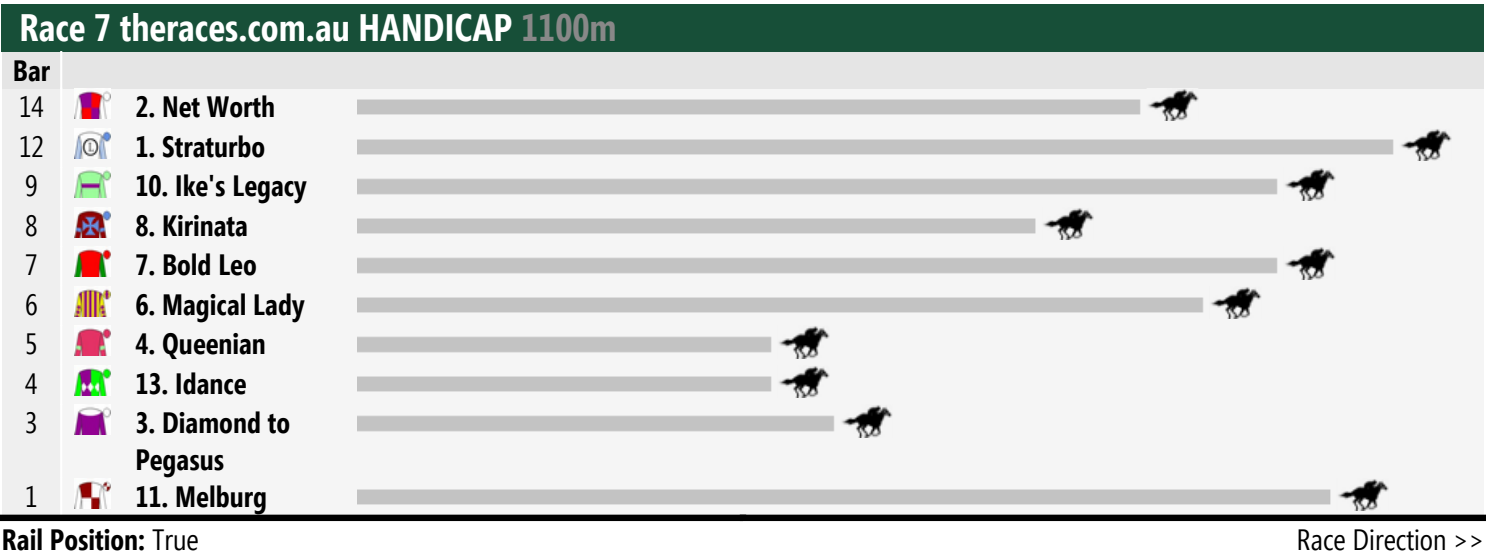 Race 7 theraces.com.au HANDICAP 1100m
Bar
14 2. Net Worth
12 1. Straturbo
9 10. Ike's Legacy
8 8. Kirinata
7 7. Bold Leo
6 6. Magical Lady
5 4. Queenian
4 13. Idance
3 3. Diamond to
Pegasus
1 11. Melburg
Rail Position: True Race Direction >>